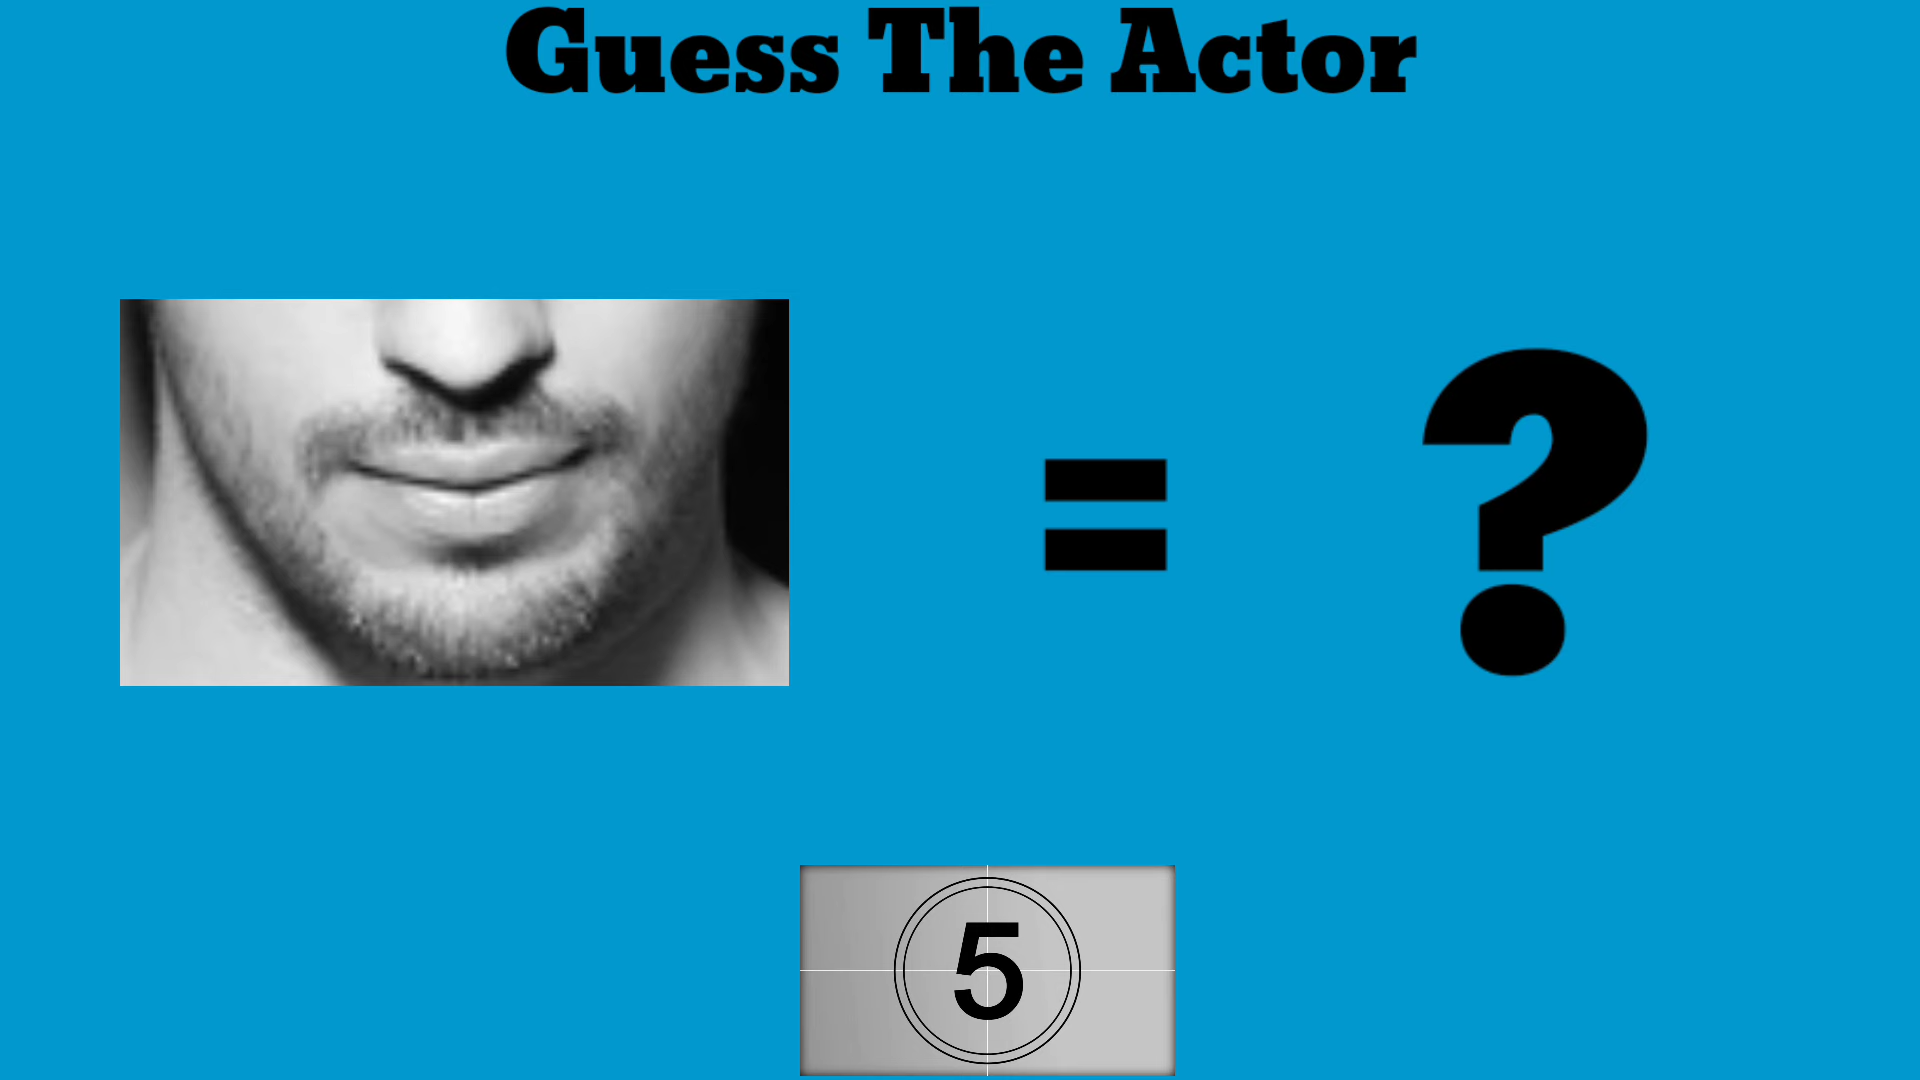 Guess The Actor
= ?
5